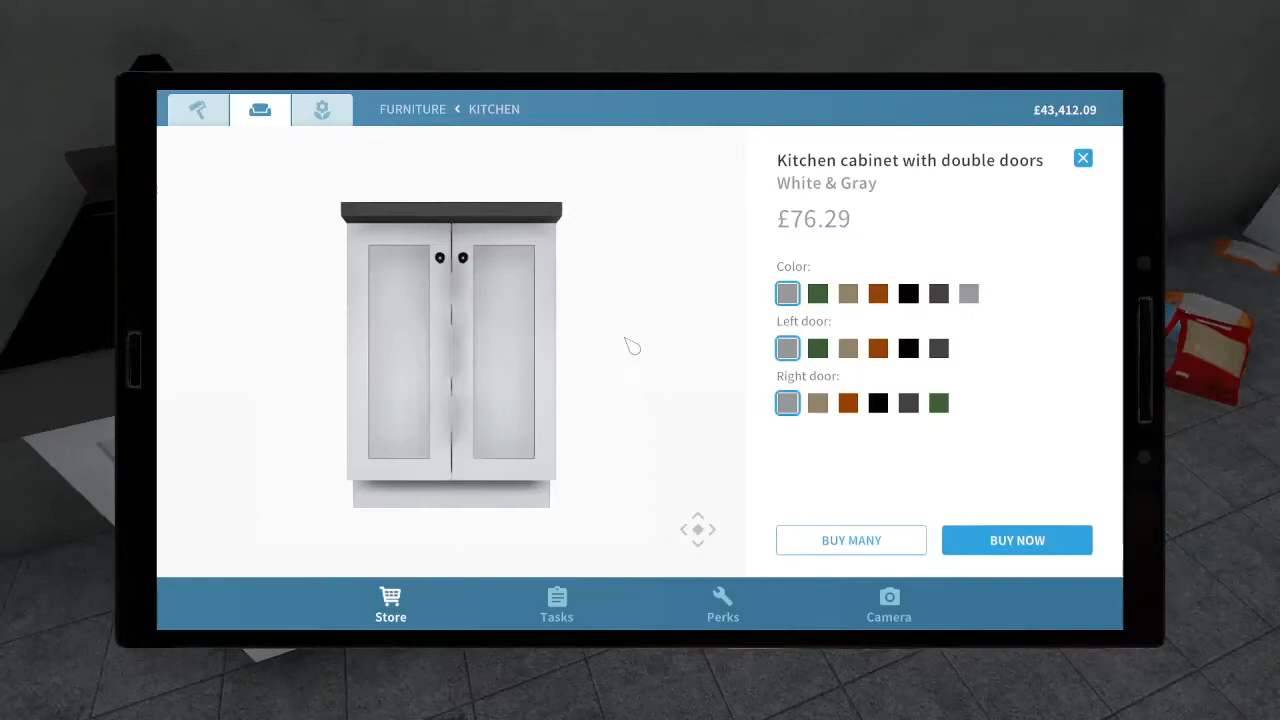 FURNITURE < KITCHEN
£43,412.09
Kitchen cabinet with double doors
White & Gray
£76.29
Color:
Left door:
Right door:
BUY MANY
BUY NOW
Store
Tasks
Perks
Camera